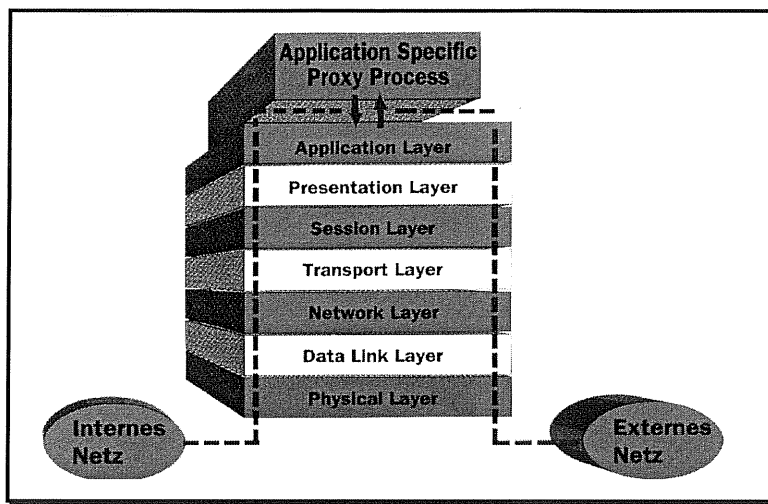 Application Specific
Proxy Process
Application Layer
Presentation Layer
Session Layer
Transport Layer
Network Layer
Data Link Layer
Physical Layer
Internes
Netz
Externes
Netz